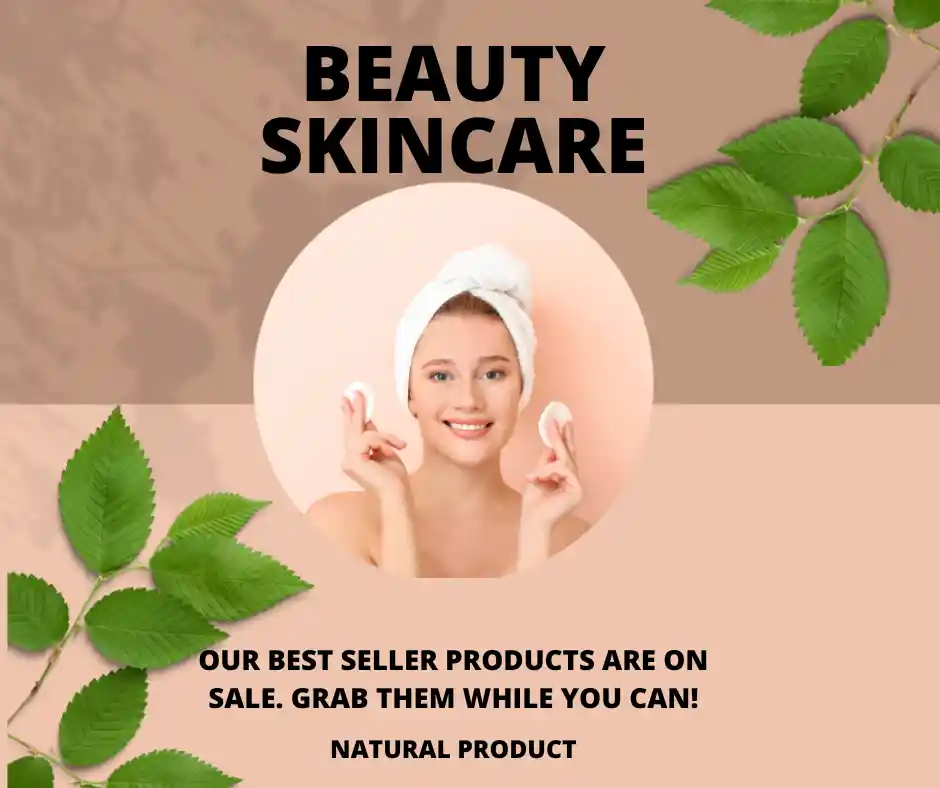 BEAUTY
SKINCARE
OUR BEST SELLER PRODUCTS ARE ON
SALE. GRAB THEM WHILE YOU CAN!
NATURAL PRODUCT